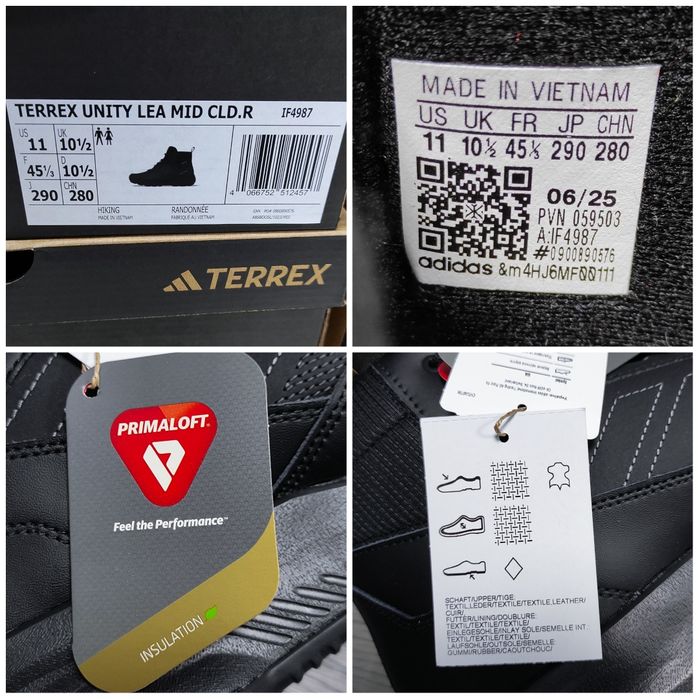 TERREX UNITY LEA MID CLD.R IF4987
US UK
11 10½
F D
45⅓ 10½
J CHN
290 280
HIKING RANDONNÉE
MADE IN VIETNAM FABRIQUÉ AU VIETNAM
4 066752 512457
TERREX
MADE IN VIETNAM
US UK FR JP CHN
11 10½ 45⅓ 290 280
06/25
PVN 059503
A:IF4987
#0900890576
adidas &m4HJ6MF00111
PRIMALOFT®
Feel the Performance™
INSULATION
SCHAFT/UPPER/TIGE:
TEXTIL.LEDER/TEXTILE/TEXTILE.LEATHER/
CUIR/
FUTTER/LINING/DOUBLURE:
TEXTIL/TEXTILE/TEXTILE/
EINLEGESOHLE/INLAY SOLE/SEMELLE INT.:
TEXTIL/TEXTILE/TEXTILE/
LAUFSOHLE/OUTSOLE/SEMELLE:
GUMMI/RUBBER/CAOUTCHOUC/